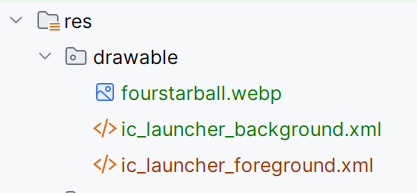 res
drawable
fourstarball.webp
ic_launcher_background.xml
ic_launcher_foreground.xml